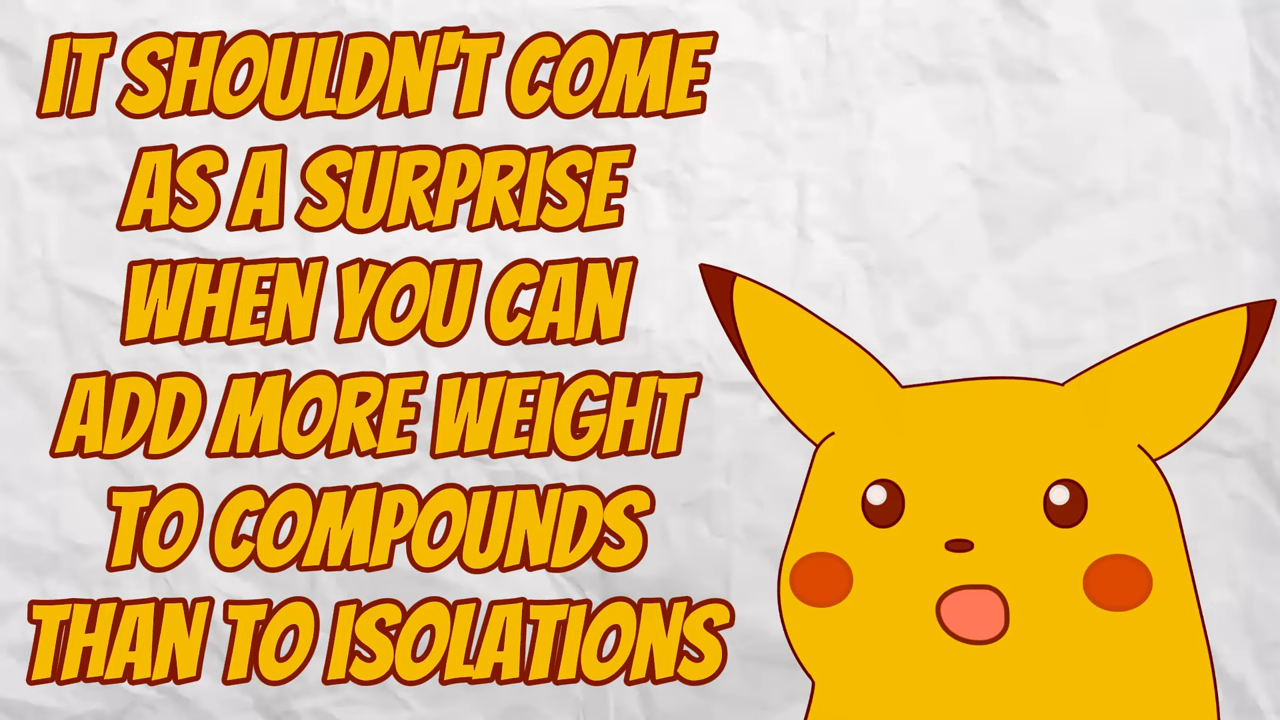 IT SHOULDN'T COME
AS A SURPRISE
WHEN YOU CAN
ADD MORE WEIGHT
TO COMPOUNDS
THAN TO ISOLATIONS